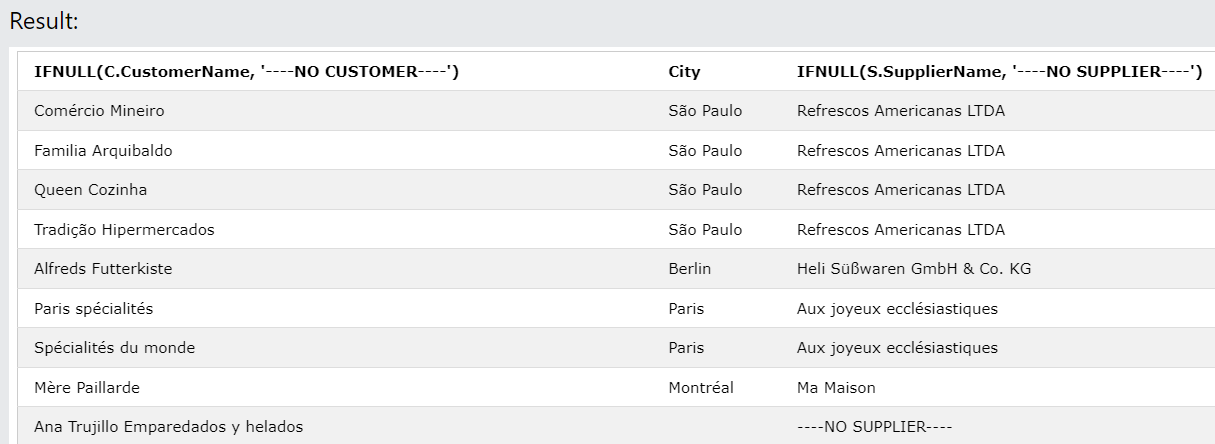 Result:
IFNULL(C.CustomerName, '----NO CUSTOMER----') City IFNULL(S.SupplierName, '----NO SUPPLIER----')
Comércio Mineiro São Paulo Refrescos Americanas LTDA
Familia Arquibaldo São Paulo Refrescos Americanas LTDA
Queen Cozinha São Paulo Refrescos Americanas LTDA
Tradição Hipermercados São Paulo Refrescos Americanas LTDA
Alfreds Futterkiste Berlin Heli Süßwaren GmbH & Co. KG
Paris spécialités Paris Aux joyeux ecclésiastiques
Spécialités du monde Paris Aux joyeux ecclésiastiques
Mère Paillarde Montréal Ma Maison
Ana Trujillo Emparedados y helados ----NO SUPPLIER----